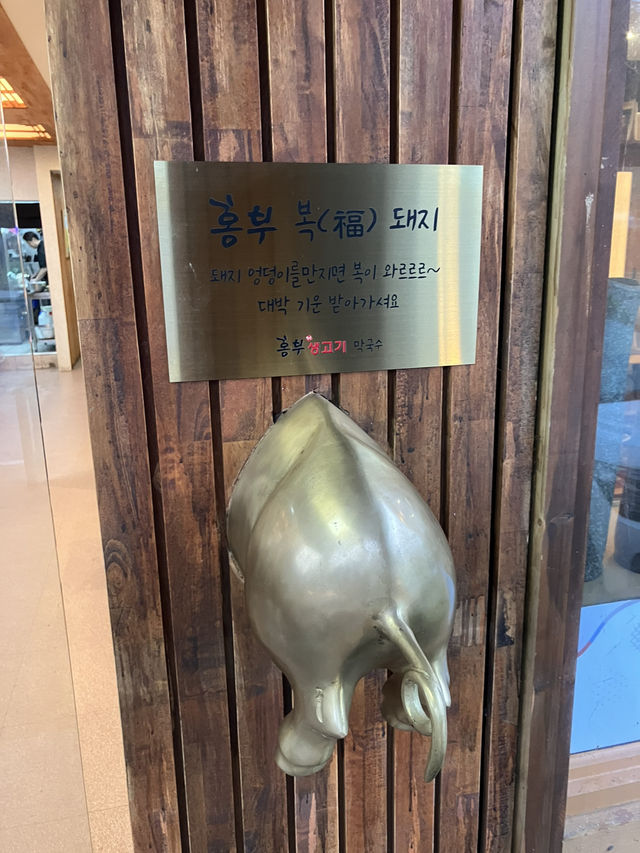 흥부 복(福) 돼지
돼지 엉덩이를만지면 복이 와르르르~
대박 기운 받아가셔요
흥부생고기 막국수